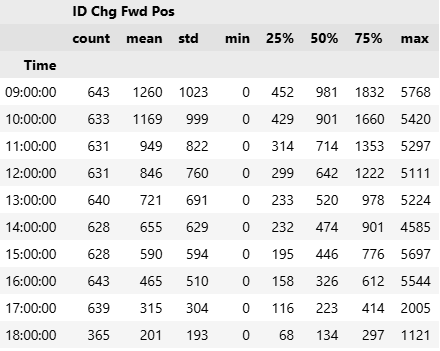 ID Chg Fwd Pos
count mean std min 25% 50% 75% max
Time
09:00:00 643 1260 1023 0 452 981 1832 5768
10:00:00 633 1169 999 0 429 901 1660 5420
11:00:00 631 949 822 0 314 714 1353 5297
12:00:00 631 846 760 0 299 642 1222 5111
13:00:00 640 721 691 0 233 520 978 5224
14:00:00 628 655 629 0 232 474 901 4585
15:00:00 628 590 594 0 195 446 776 5697
16:00:00 643 465 510 0 158 326 612 5544
17:00:00 639 315 304 0 116 223 414 2005
18:00:00 365 201 193 0 68 134 297 1121